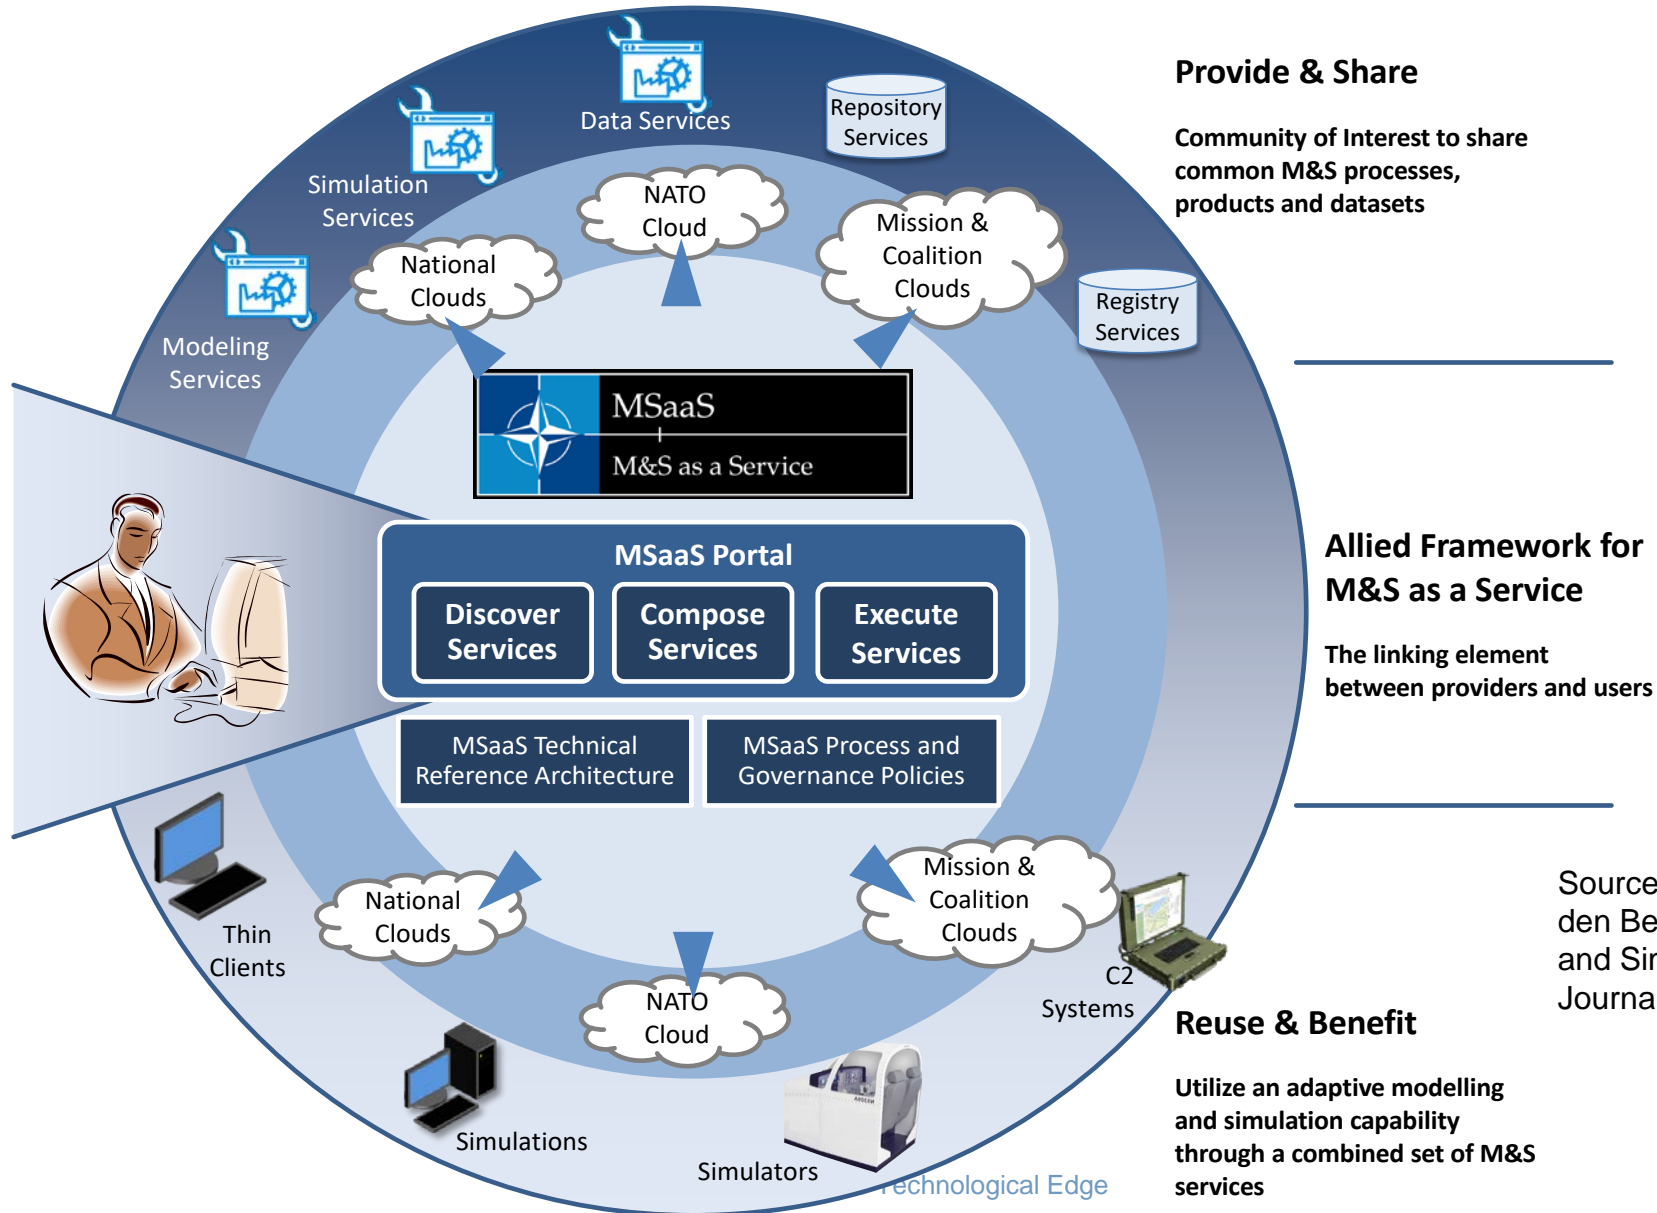 Provide & Share
Community of Interest to share
common M&S processes,
products and datasets
Data Services
Repository
Services
Simulation
Services
NATO
Cloud
Mission &
Coalition
Clouds
National
Clouds
Registry
Services
Modeling
Services
MSaaS
M&S as a Service
Allied Framework for
M&S as a Service
The linking element
between providers and users
MSaaS Portal
Discover
Services
Compose
Services
Execute
Services
MSaaS Technical
Reference Architecture
MSaaS Process and
Governance Policies
National
Clouds
Mission &
Coalition
Clouds
NATO
Cloud
Thin
Clients
C2
Systems
Simulations
Simulators
Source
den Be
and Sir
Journa
Reuse & Benefit
Utilize an adaptive modelling
and simulation capability
through a combined set of M&S
services
Technological Edge